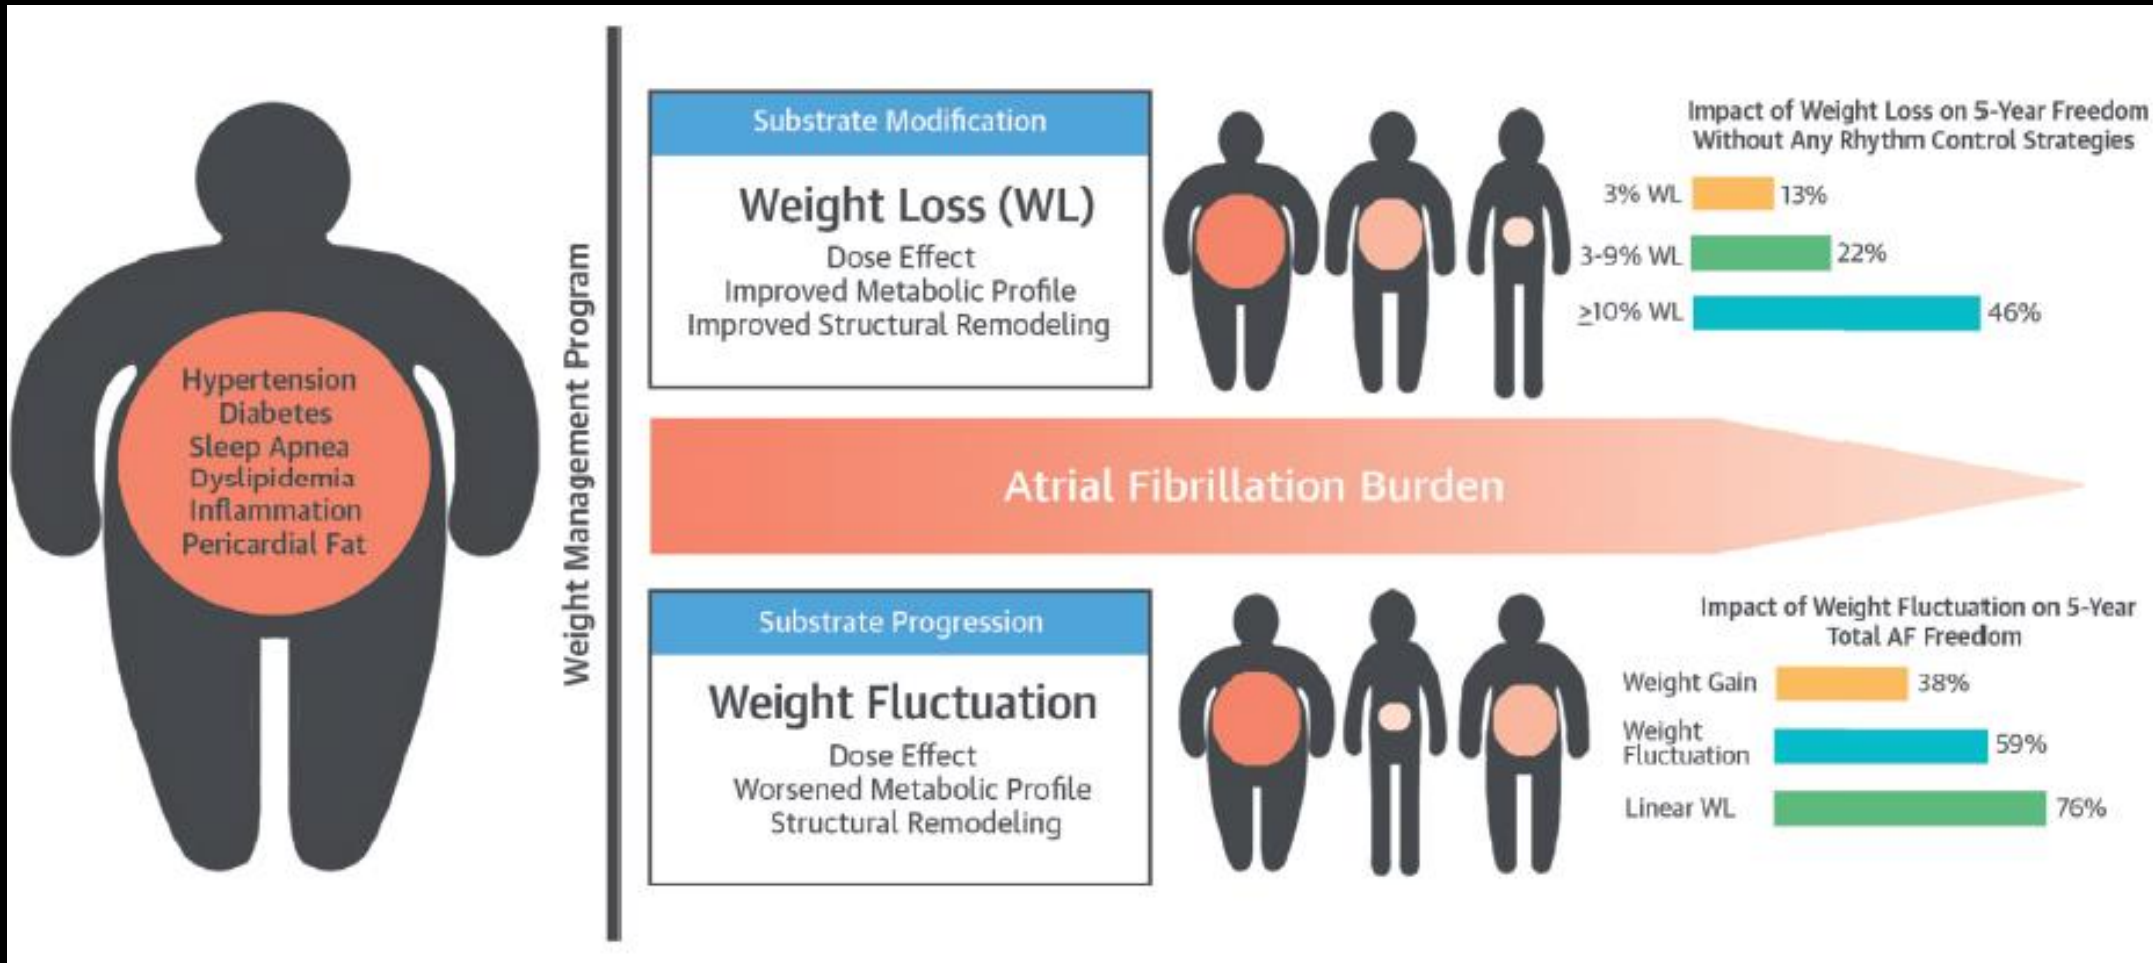 Hypertension
Diabetes
Sleep Apnea
Dyslipidemia
Inflammation
Pericardial Fat
Weight Management Program
Substrate Modification
Weight Loss (WL)
Dose Effect
Improved Metabolic Profile
Improved Structural Remodeling
Impact of Weight Loss on 5-Year Freedom
Without Any Rhythm Control Strategies
3% WL 13%
3-9% WL 22%
≥10% WL 46%
Atrial Fibrillation Burden
Substrate Progression
Weight Fluctuation
Dose Effect
Worsened Metabolic Profile
Structural Remodeling
Impact of Weight Fluctuation on 5-Year
Total AF Freedom
Weight Gain 38%
Weight
Fluctuation 59%
Linear WL 76%